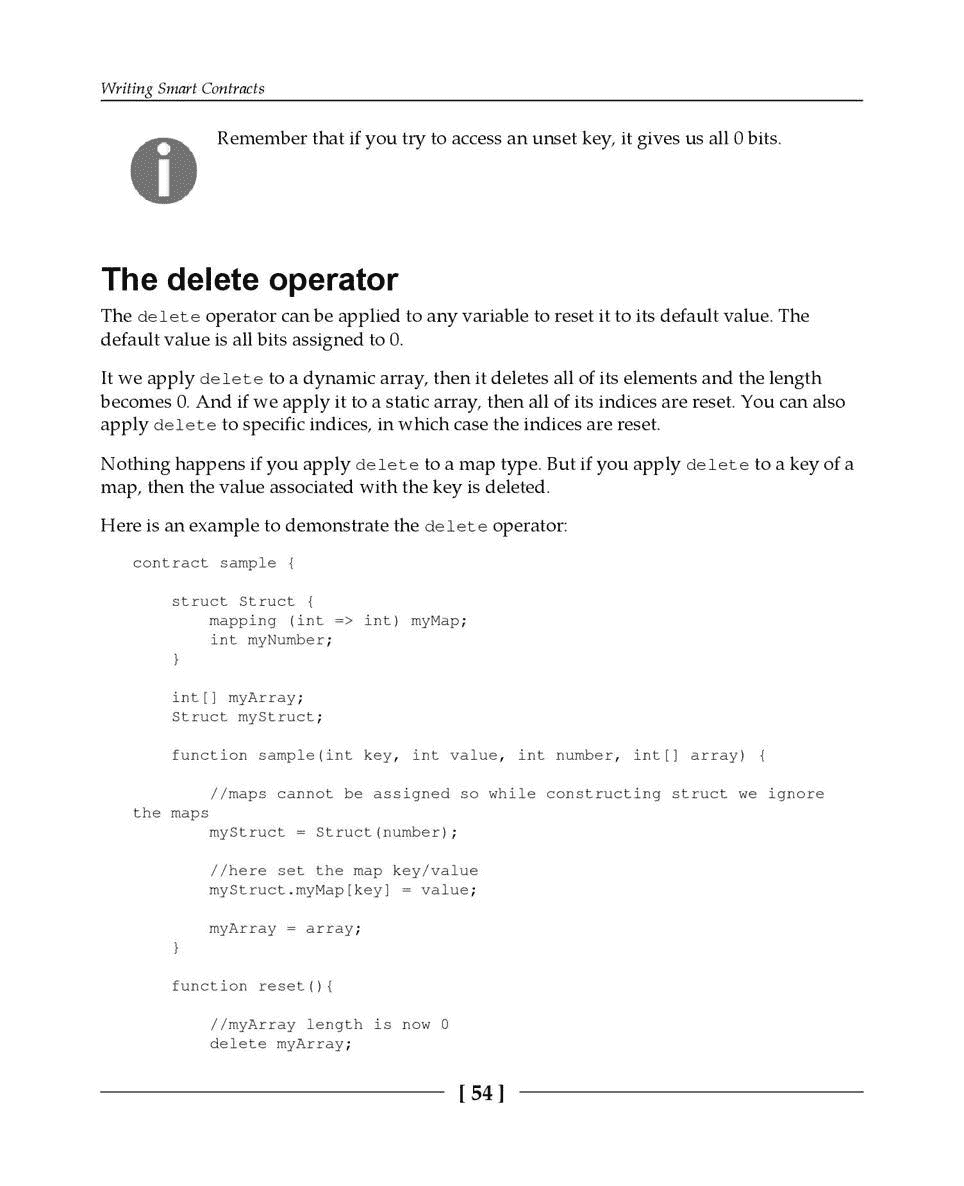 Writing Smart Contracts
Remember that if you try to access an unset key, it gives us all 0 bits.
The delete operator
The delete operator can be applied to any variable to reset it to its default value. The
default value is all bits assigned to 0.
It we apply delete to a dynamic array, then it deletes all of its elements and the length
becomes 0. And if we apply it to a static array, then all of its indices are reset. You can also
apply delete to specific indices, in which case the indices are reset.
Nothing happens if you apply delete to a map type. But if you apply delete to a key of a
map, then the value associated with the key is deleted.
Here is an example to demonstrate the delete operator:
contract sample {
struct Struct {
mapping (int => int) myMap;
int myNumber;
}
int[] myArray;
Struct myStruct;
function sample(int key, int value, int number, int[] array) {
//maps cannot be assigned so while constructing struct we ignore
the maps
myStruct = Struct(number);
//here set the map key/value
myStruct.myMap[key] = value;
myArray = array;
}
function reset(){
//myArray length is now 0
delete myArray;
[ 54 ]